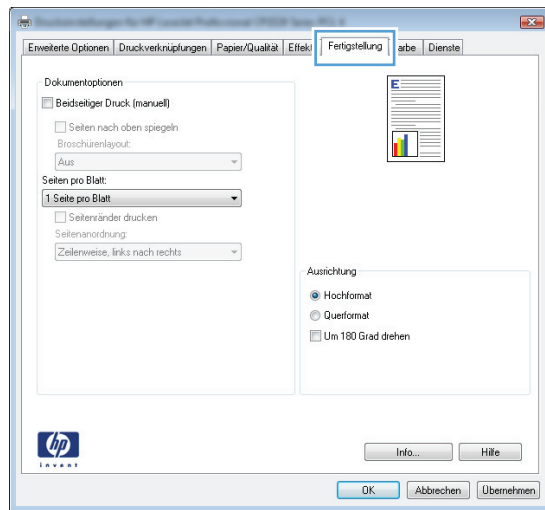 Erweiterte Optionen Druckverknüpfungen Papier/Qualität Fertigstellung Dienste
Dokumentoptionen
Beidseitiger Druck (manuell)
Seiten nach oben spiegeln
Broschürenlayout:
Aus
Seiten pro Blatt:
1 Seite pro Blatt
Seitenränder drucken
Seitenanordnung:
Zeilenweise, links nach rechts
E
Ausrichtung
Hochformat
Querformat
Um 180 Grad drehen
hp
invent
Info... Hilfe
OK Abbrechen Übernehmen